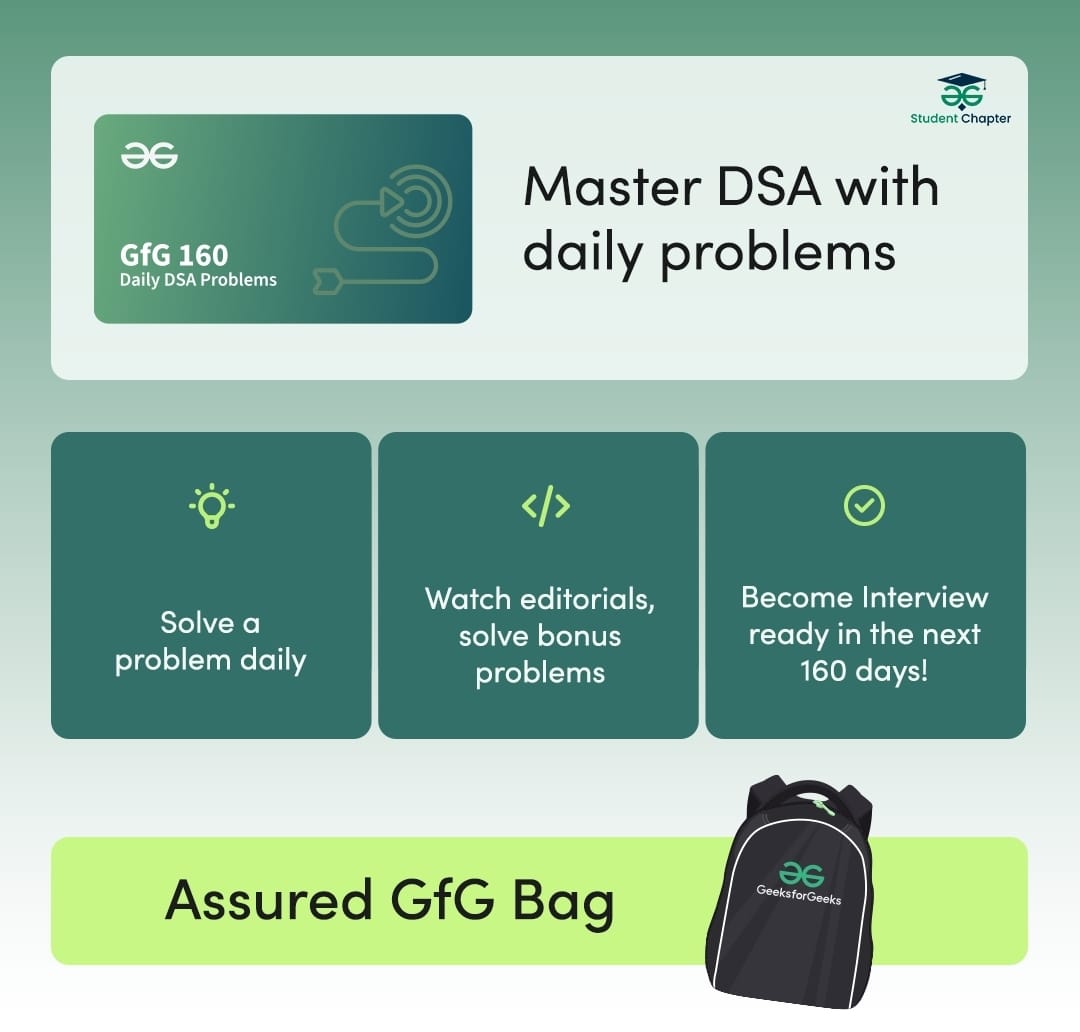 Student Chapter
GfG 160
Daily DSA Problems
Master DSA with
daily problems
Solve a
problem daily
Watch editorials,
solve bonus
problems
Become Interview
ready in the next
160 days!
Assured GfG Bag
GeeksforGeeks